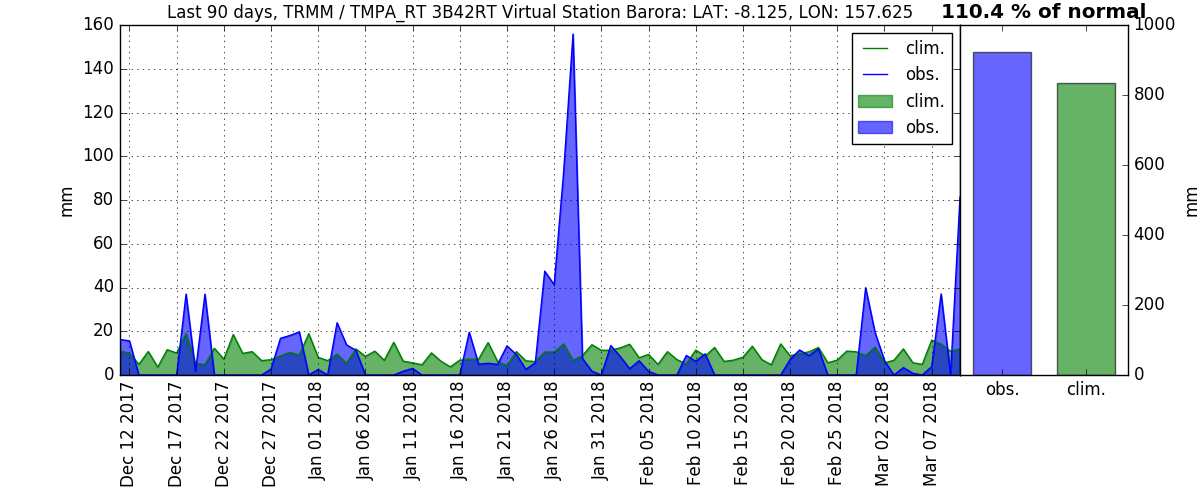 Last 90 days, TRMM / TMPA_RT 3B42RT Virtual Station Barora: LAT: -8.125, LON: 157.625
110.4 % of normal
160
140
120
100
80
60
40
20
0
mm
clim.
obs.
clim.
obs.
1000
800
600
400
200
0
mm
obs.
clim.
Dec 12 2017
Dec 17 2017
Dec 22 2017
Dec 27 2017
Jan 01 2018
Jan 06 2018
Jan 11 2018
Jan 16 2018
Jan 21 2018
Jan 26 2018
Jan 31 2018
Feb 05 2018
Feb 10 2018
Feb 15 2018
Feb 20 2018
Feb 25 2018
Mar 02 2018
Mar 07 2018